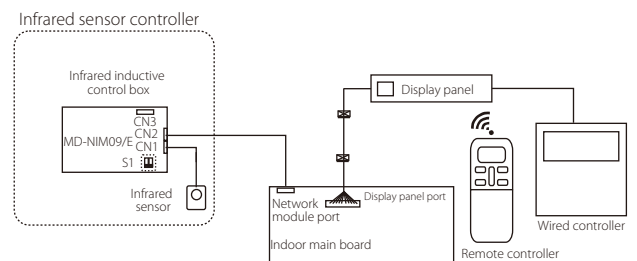 Infrared sensor controller
Infrared inductive
control box
CN3
CN2
MD-NIM09/E
CN1
S1
Infrared
sensor
Display panel
Network
module port
Display panel port
Indoor main board
Remote controller
Wired controller